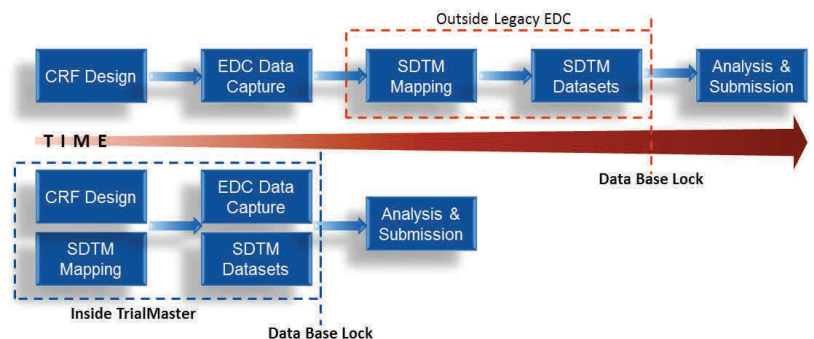 Outside Legacy EDC
CRF Design
EDC Data
Capture
SDTM
Mapping
SDTM
Datasets
Analysis &
Submission
TIME
Data Base Lock
CRF Design
EDC Data
Capture
Analysis &
Submission
SDTM
Mapping
SDTM
Datasets
Inside TrialMaster
Data Base Lock